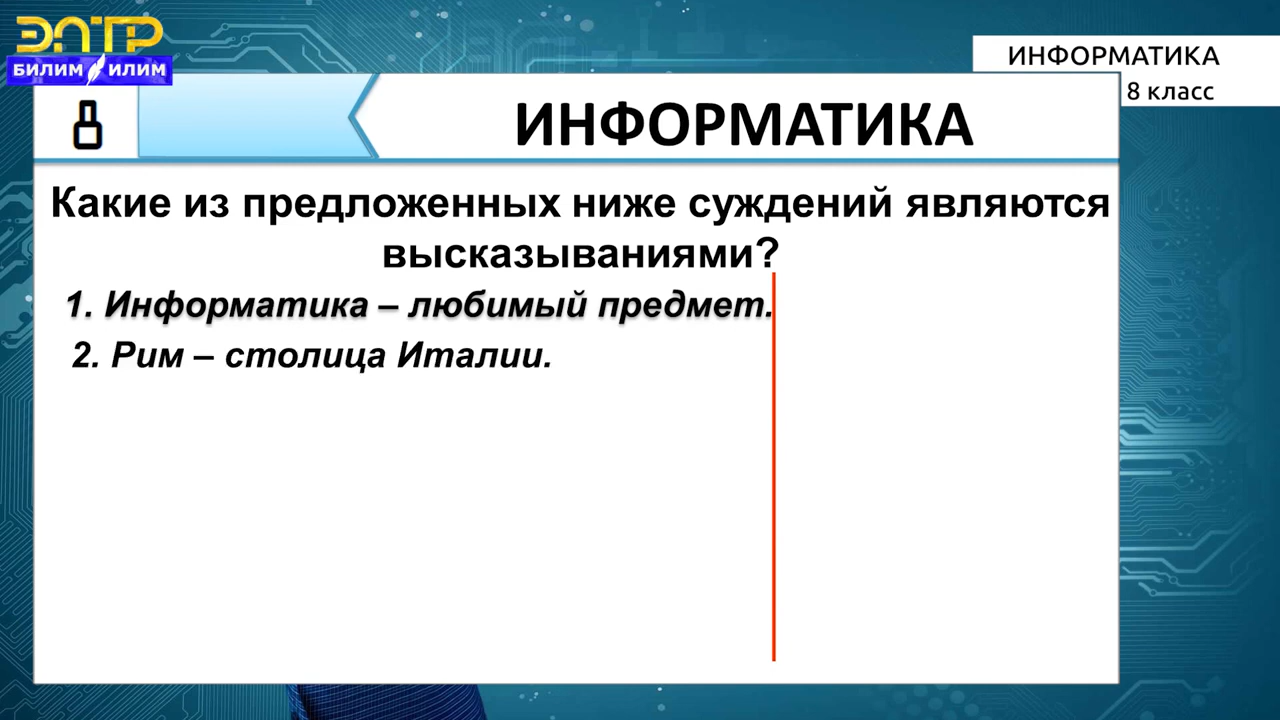 ЭЛТР
БИЛИМ ИЛИМ
ИНФОРМАТИКА
8 класс
8
ИНФОРМАТИКА
Какие из предложенных ниже суждений являются
высказываниями?
1. Информатика – любимый предмет.
2. Рим – столица Италии.